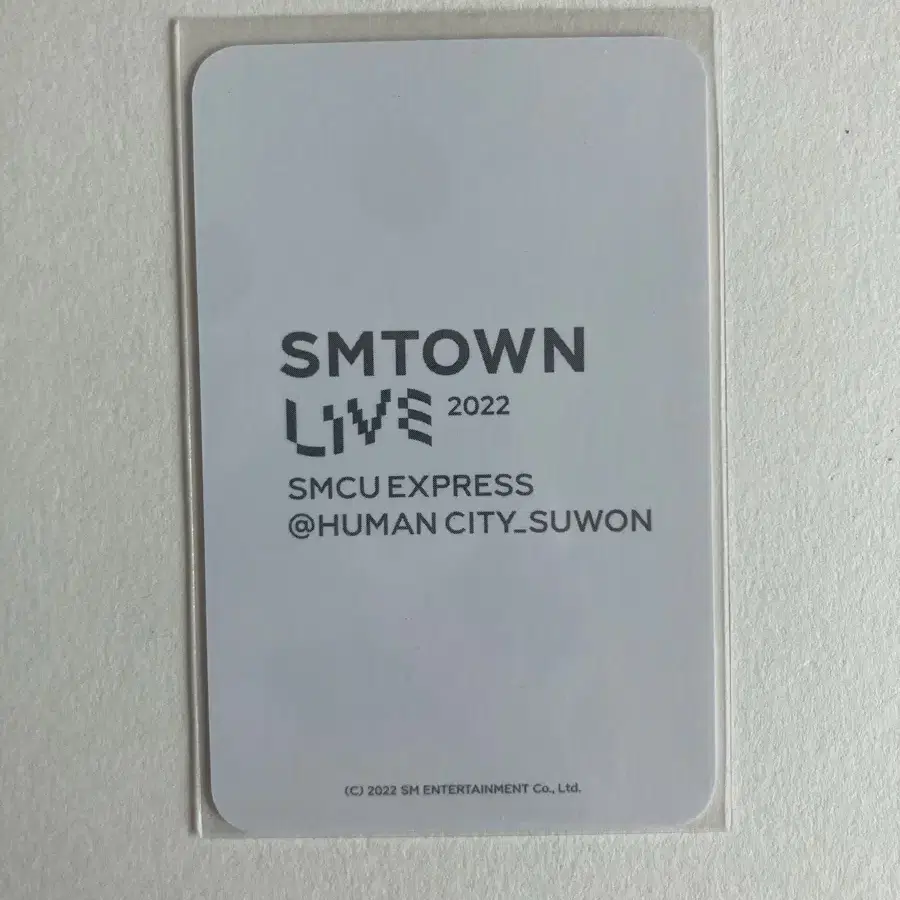 SMTOWN
LIVE 2022
SMCU EXPRESS
@HUMAN CITY_SUWON
(C) 2022 SM ENTERTAINMENT Co., Ltd.